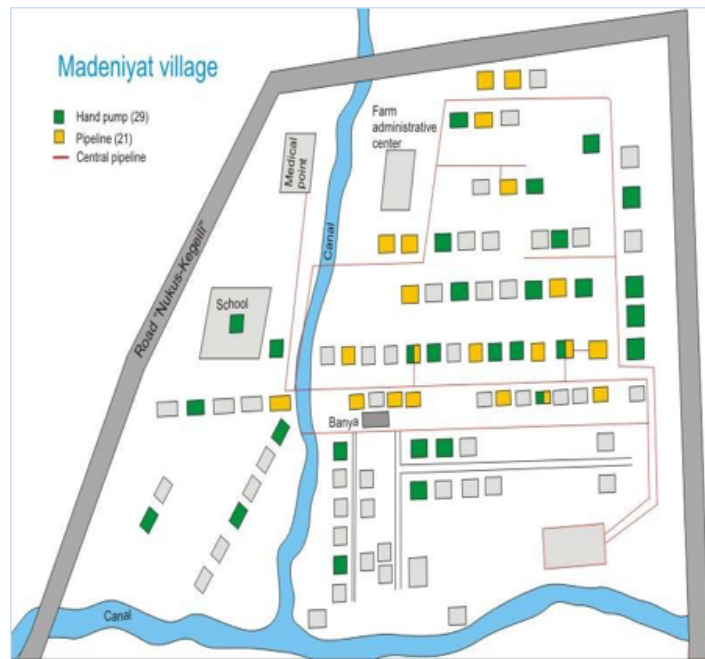 Madeniyat village
Hand pump (29)
Pipeline (21)
Central pipeline
Medical
point
Farm
administrative
center
Canal
Road "Nukus-Kegeili"
School
Banya
Canal